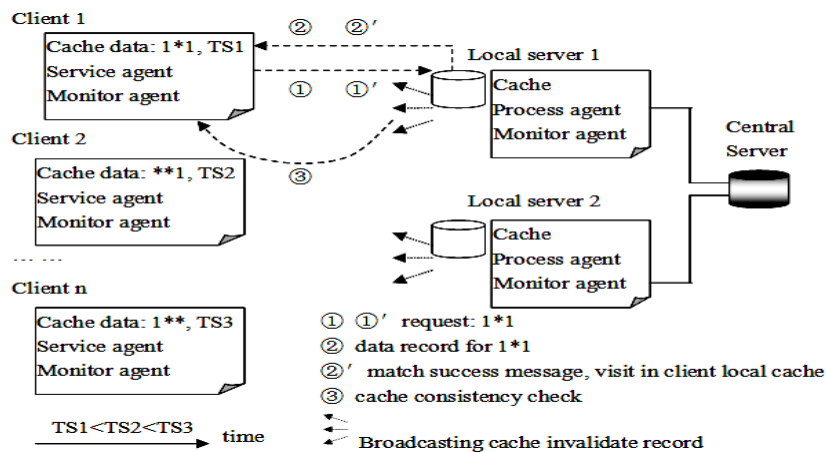 Client 1
② ②′
Cache data: 1*1, TS1
Service agent
Monitor agent
① ①′
Local server 1
Cache
Process agent
Monitor agent
Central
Server
Client 2
③
Cache data: **1, TS2
Service agent
Monitor agent
Local server 2
Cache
Process agent
Monitor agent
... ...
Client n
Cache data: 1**, TS3
Service agent
Monitor agent
① ①′ request: 1*1
② data record for 1*1
②′ match success message, visit in client local cache
③ cache consistency check
TS1<TS2<TS3
time
Broadcasting cache invalidate record